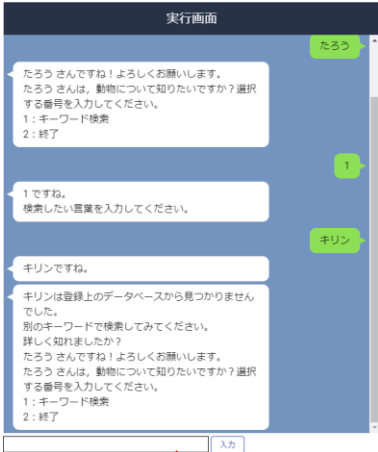 実行画面
たろう
たろう さんですね！よろしくお願いします。
たろう さんは，動物について知りたいですか？選択
する番号を入力してください。
1：キーワード検索
2：終了
1
1 ですね。
検索したい言葉を入力してください。
キリン
キリンですね。
キリンは登録上のデータベースから見つかりません
でした。
別のキーワードで検索してみてください。
詳しく知れましたか？
たろう さんですね！よろしくお願いします。
たろう さんは，動物について知りたいですか？選択
する番号を入力してください。
1：キーワード検索
2：終了
入力